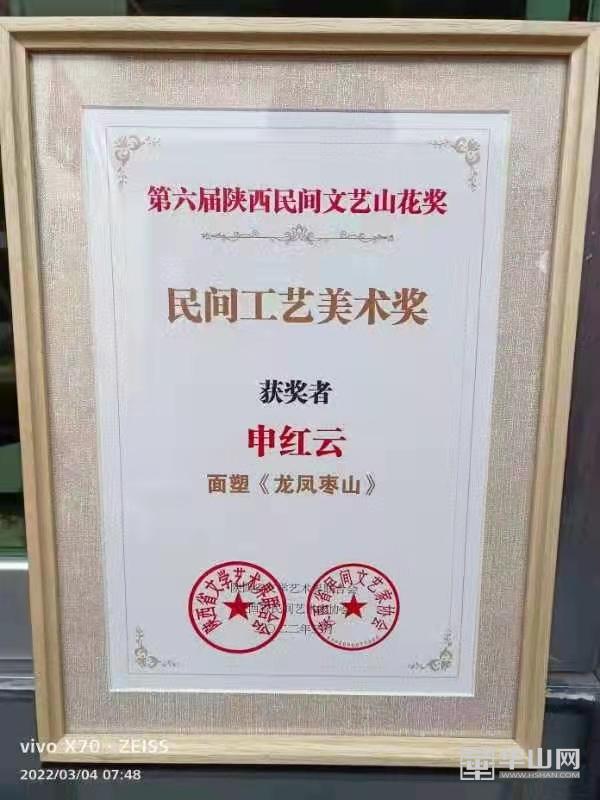 第六届陕西民间文艺山花奖
民间工艺美术奖
获奖者
申红云
面塑《龙凤枣山》
陕西省文学艺术界联合会
陕西省民间文艺家协会
vivo X70 · ZEISS
2022/03/04 07:48
华山网
WWW.HSHAN.COM